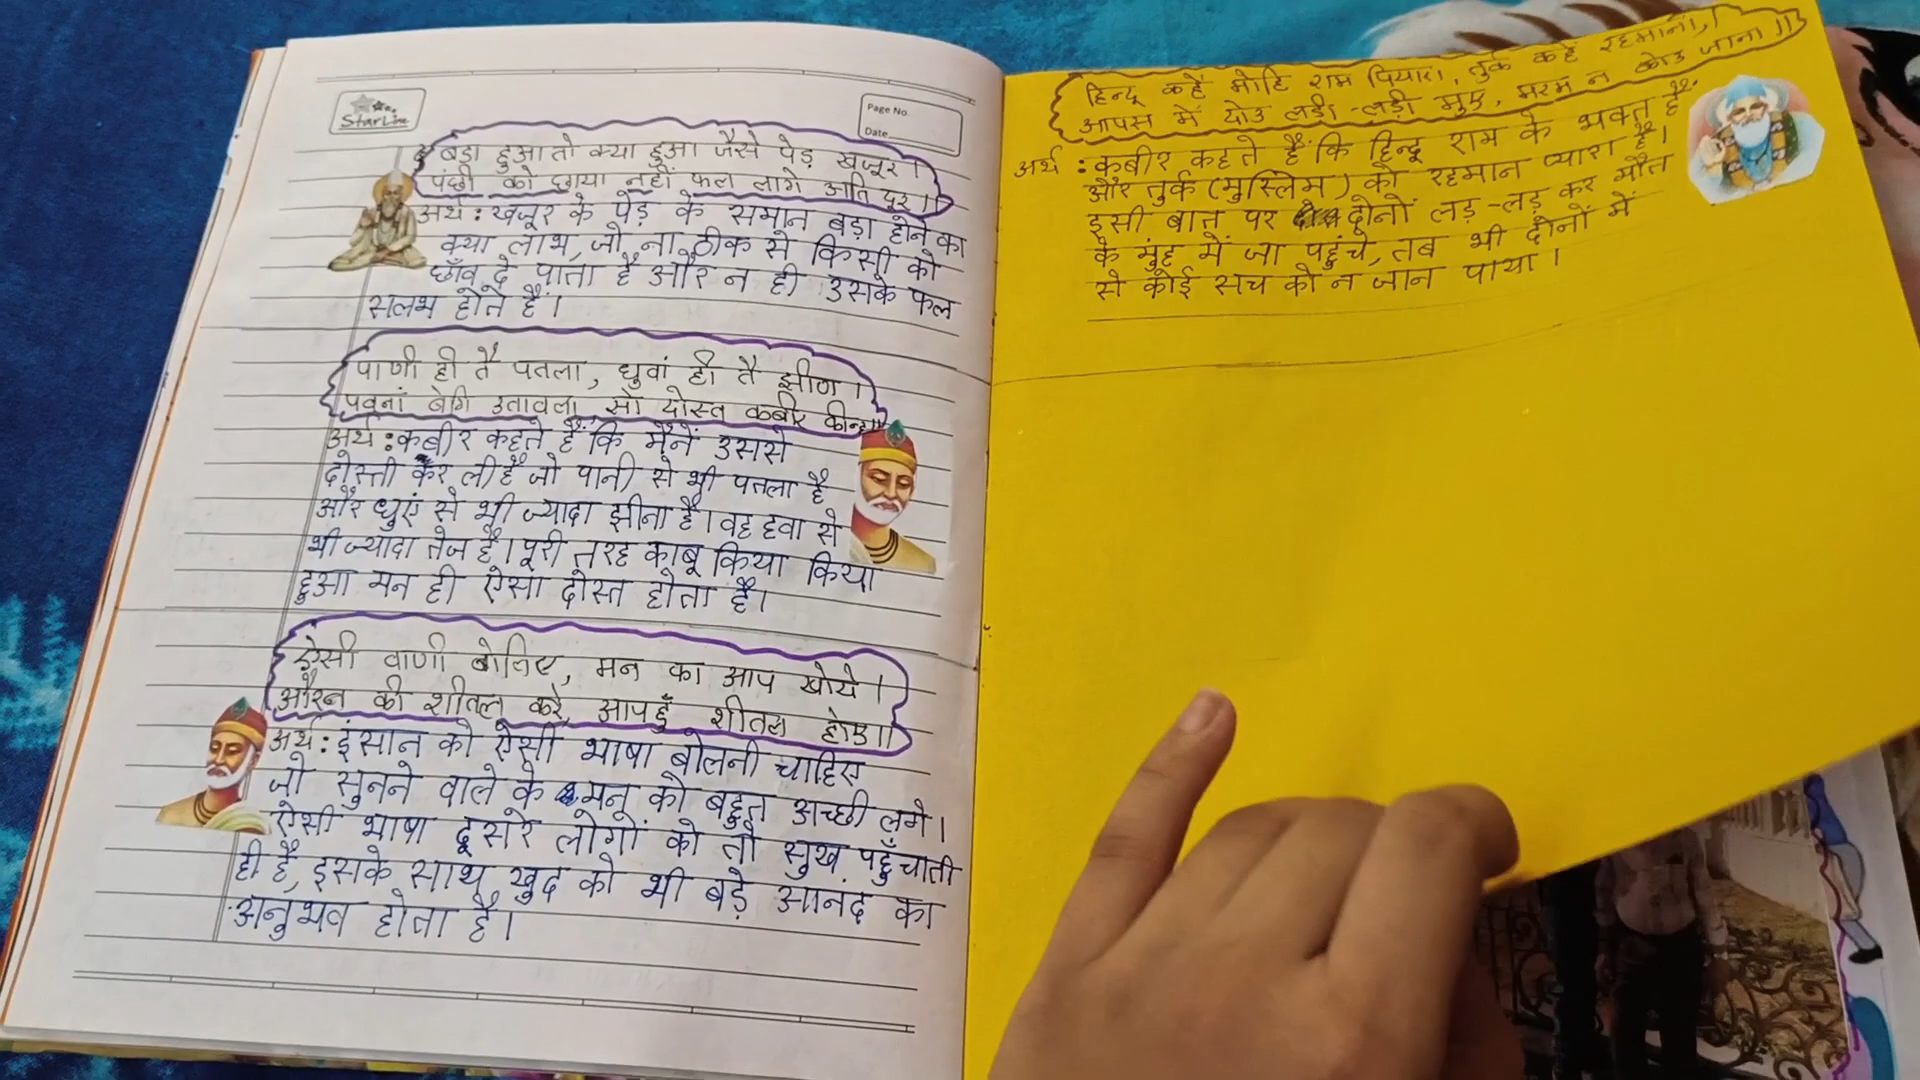 StarLine
Page No.
Date
बड़ा हुआ तो क्या हुआ जैसे पेड़ खजूर ।
पंछी को छाया नहीं फल लागे अति दूर ॥
अर्थ : खजूर के पेड़ के समान बड़ा होने का
क्या लाभ, जो ना ठीक से किसी को
छाँव दे पाता है और न ही उसके फल
सलभ होते हैं ।
पाणी ही तै पतला, धुवां ही तै झीण ।
पवनां बेगि उतावला, सो दोस्त कबीर कीन्ह ॥
अर्थ : कबीर कहते हैं कि मैनें उससे
दोस्ती कर ली है जो पानी से भी पतला है
और धुएं से भी ज्यादा झीना है । वह हवा से
भी ज्यादा तेज है । पूरी तरह काबू किया किया
हुआ मन ही ऐसा दोस्त होता है ।
ऐसी वाणी बोलिए, मन का आप खोये ।
औरन की शीतल करे, आपहुँ शीतल होए ॥
अर्थ : इंसान को ऐसी भाषा बोलनी चाहिए
जो सुनने वाले के मन को बहुत अच्छी लगे ।
ऐसी भाषा दूसरे लोगों को तो सुख पहुँचाती
ही है, इसके साथ खुद को भी बड़े आनंद का
अनुभव होता है ।
हिन्दू कहें मोहि राम पियारा, तुर्क कहें रहमाना, ।
आपस में दोउ लड़ी-लड़ी मुए, मरम न कोउ जाना ॥
अर्थ : कबीर कहते हैं कि हिन्दू राम के भक्त हैं
और तुर्क (मुस्लिम) को रहमान प्यारा है ।
इसी बात पर दोनों लड़-लड़ कर मौत
के मुंह में जा पहुंचे, तब भी दोनों में
से कोई सच को न जान पाया ।